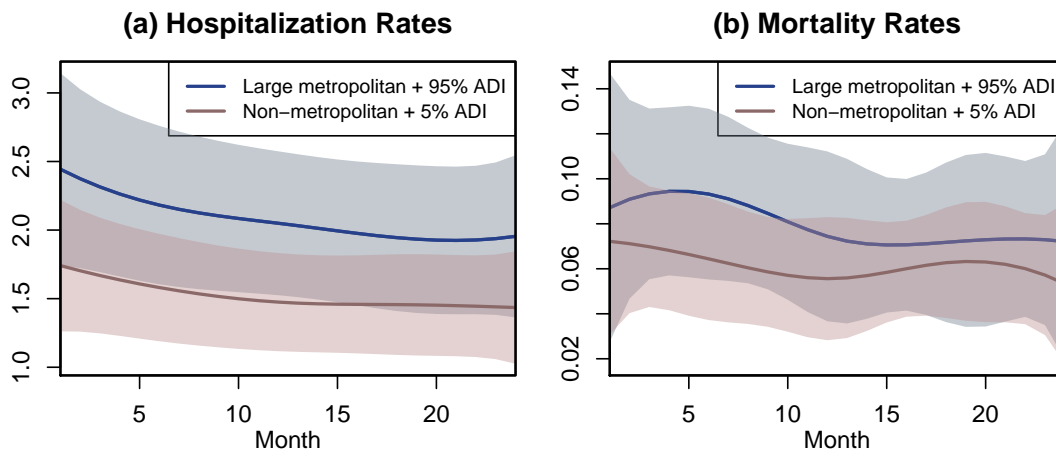 (a) Hospitalization Rates
Large metropolitan + 95% ADI
Non−metropolitan + 5% ADI
3.0
2.5
2.0
1.5
1.0
5 10 15 20
Month
(b) Mortality Rates
Large metropolitan + 95% ADI
Non−metropolitan + 5% ADI
0.14
0.10
0.06
0.02
5 10 15 20
Month